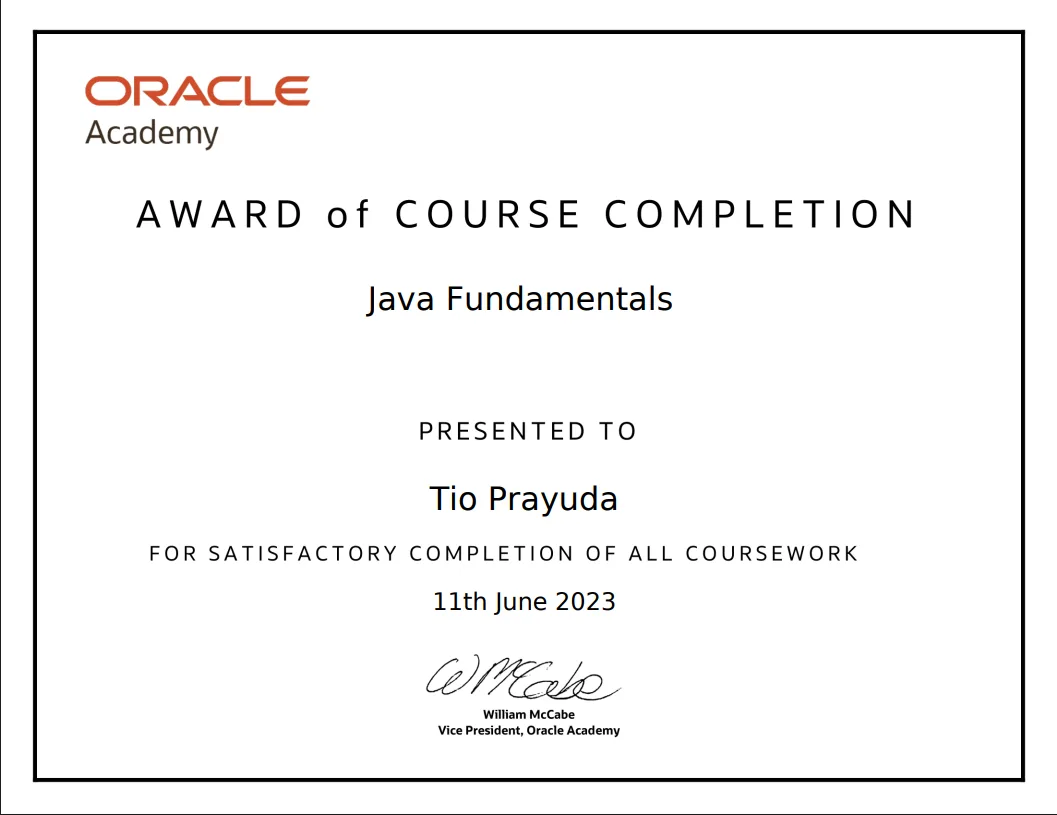 ORACLE
Academy
AWARD of COURSE COMPLETION
Java Fundamentals
PRESENTED TO
Tio Prayuda
FOR SATISFACTORY COMPLETION OF ALL COURSEWORK
11th June 2023
W McCabe
William McCabe
Vice President, Oracle Academy